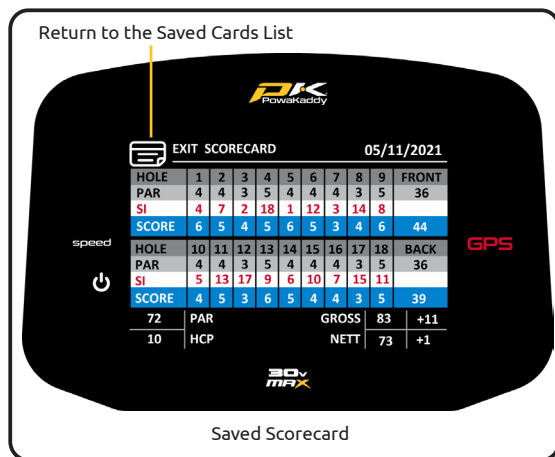 Return to the Saved Cards List
PK
PowaKaddy
EXIT SCORECARD 05/11/2021
HOLE 1 2 3 4 5 6 7 8 9 FRONT
PAR 4 4 3 5 4 4 4 3 5 36
SI 4 7 2 18 1 12 3 14 8
SCORE 6 5 4 5 6 5 3 4 6 44
speed GPS
HOLE 10 11 12 13 14 15 16 17 18 BACK
PAR 4 4 3 5 4 4 4 3 5 36
SI 5 13 17 9 6 10 7 15 11
SCORE 4 5 3 6 5 4 4 3 5 39
72 PAR GROSS 83 +11
10 HCP NETT 73 +1
30v
MAX
Saved Scorecard